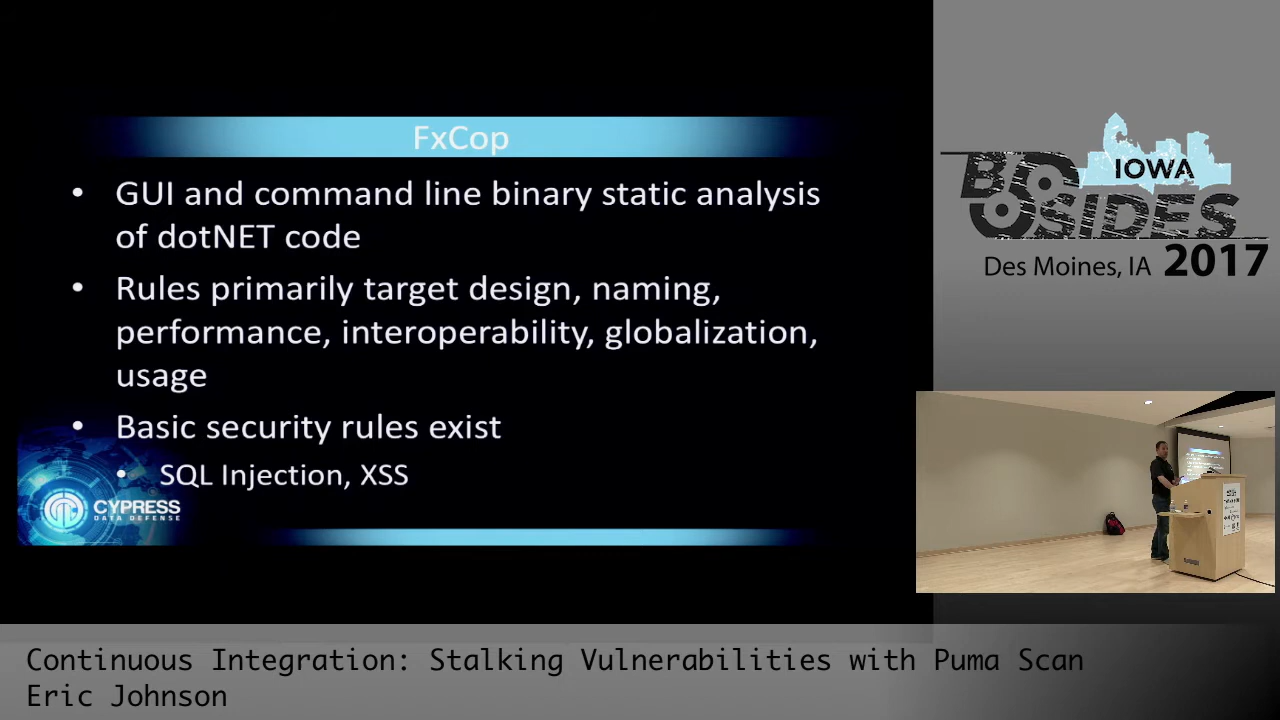 FxCop
• GUI and command line binary static analysis
of dotNET code
• Rules primarily target design, naming,
performance, interoperability, globalization,
usage
• Basic security rules exist
• SQL Injection, XSS
CYPRESS
DATA DEFENSE
IOWA
BSIDES
Des Moines, IA 2017
Continuous Integration: Stalking Vulnerabilities with Puma Scan
Eric Johnson